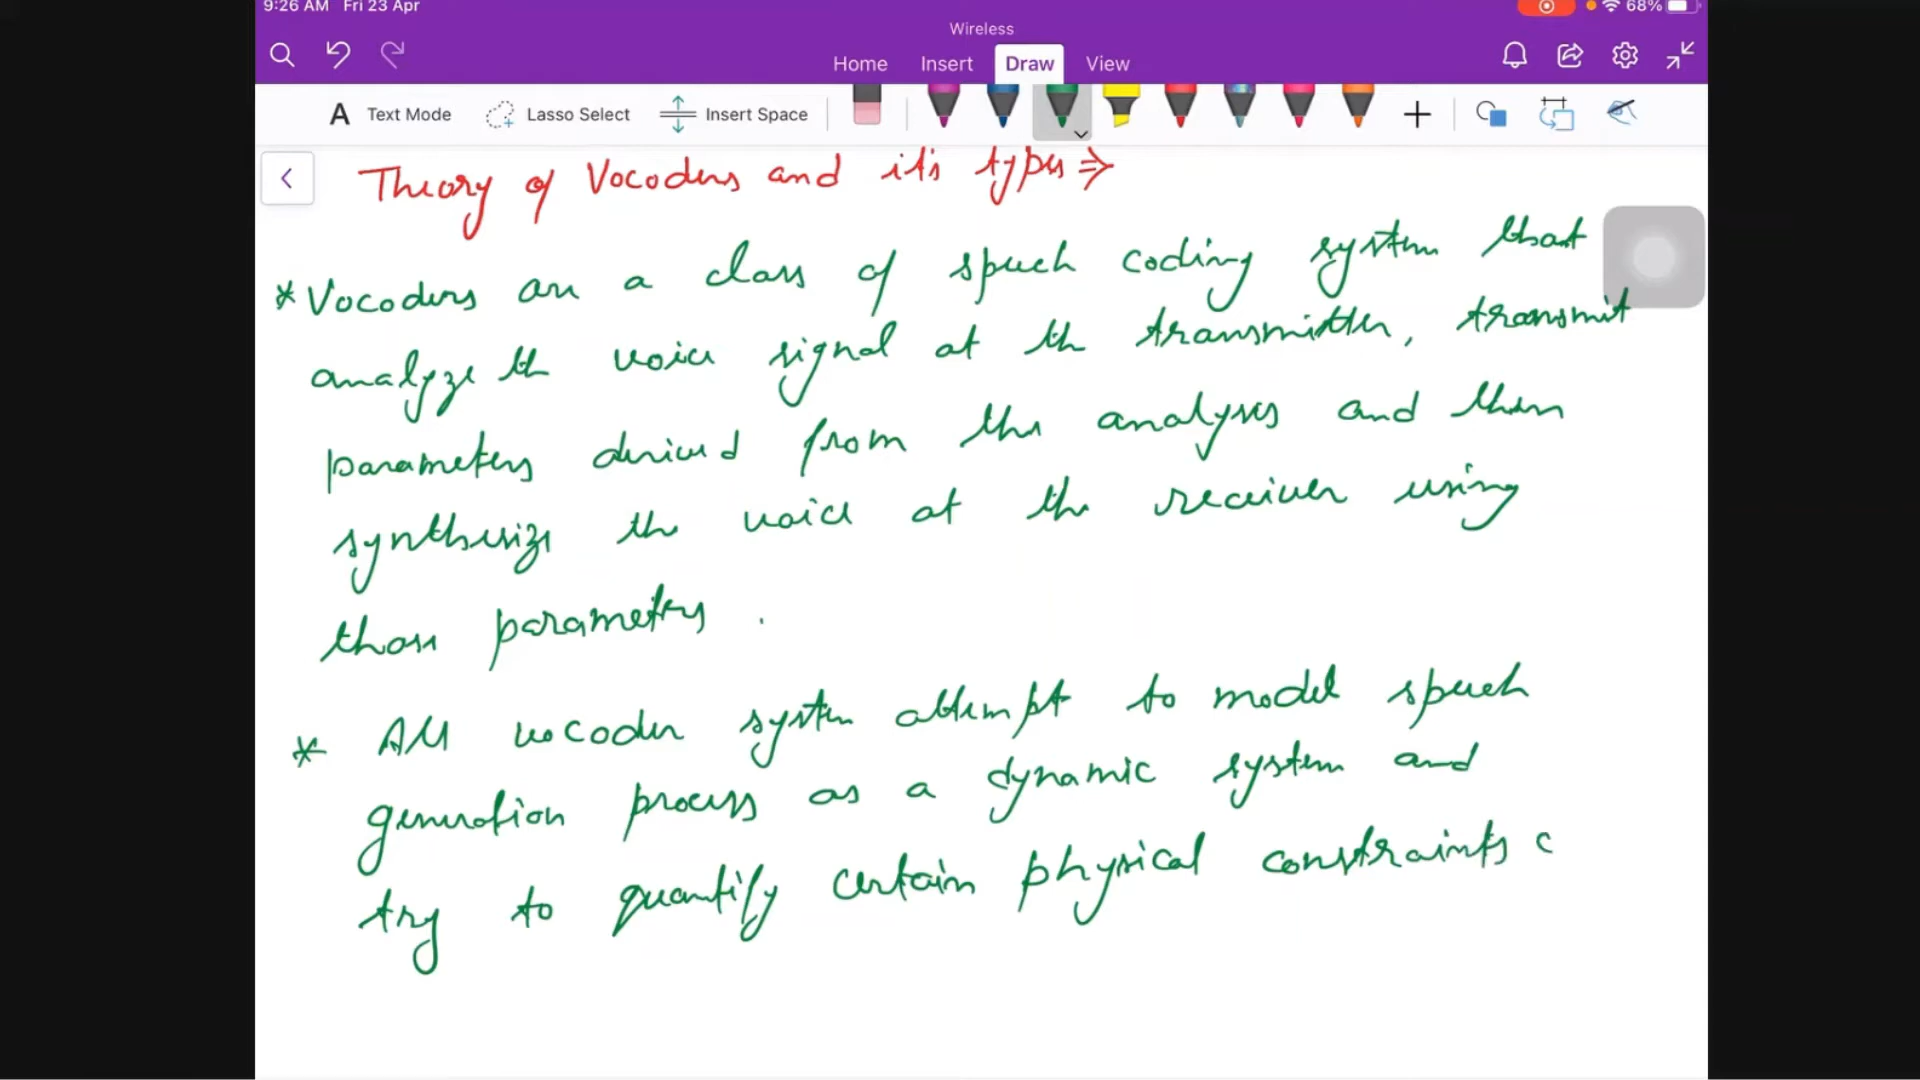 9:26 AM Fri 23 Apr
68%
Wireless
Home Insert Draw View
A Text Mode Lasso Select Insert Space
Theory of Vocoders and it's types ⇒
* Vocoders are a class of speech coding system that
analyze the voice signal at the transmitter, transmit
parameters derived from the analyses and then
synthesize the voice at the receiver using
those parameters.
* All vocoder system attempt to model speech
generation process as a dynamic system and
try to quantify certain physical constraints